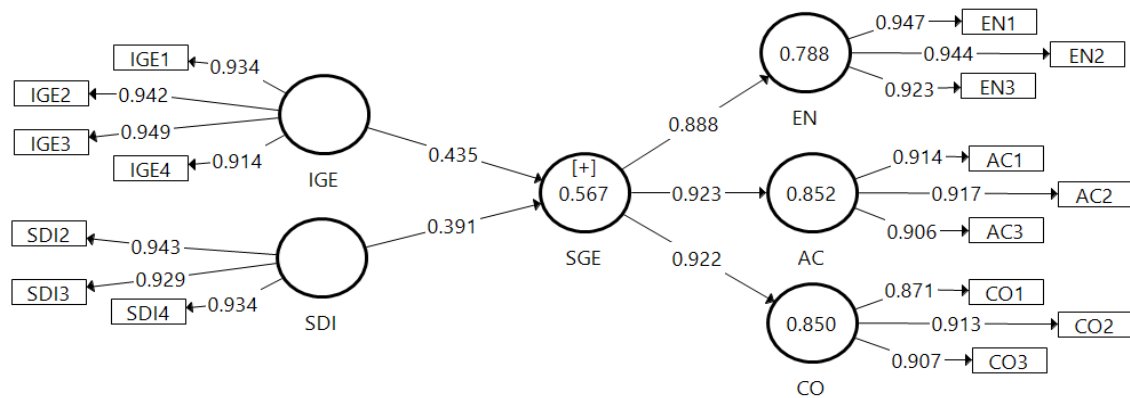 IGE1
0.934
IGE2
0.942
IGE3
0.949
IGE4
0.914
IGE
0.435
SDI2
0.943
SDI3
0.929
SDI4
0.934
SDI
0.391
[+]
0.567
SGE
0.888
0.923
0.922
0.788
EN
0.947
EN1
0.944
EN2
0.923
EN3
0.852
AC
0.914
AC1
0.917
AC2
0.906
AC3
0.850
CO
0.871
CO1
0.913
CO2
0.907
CO3